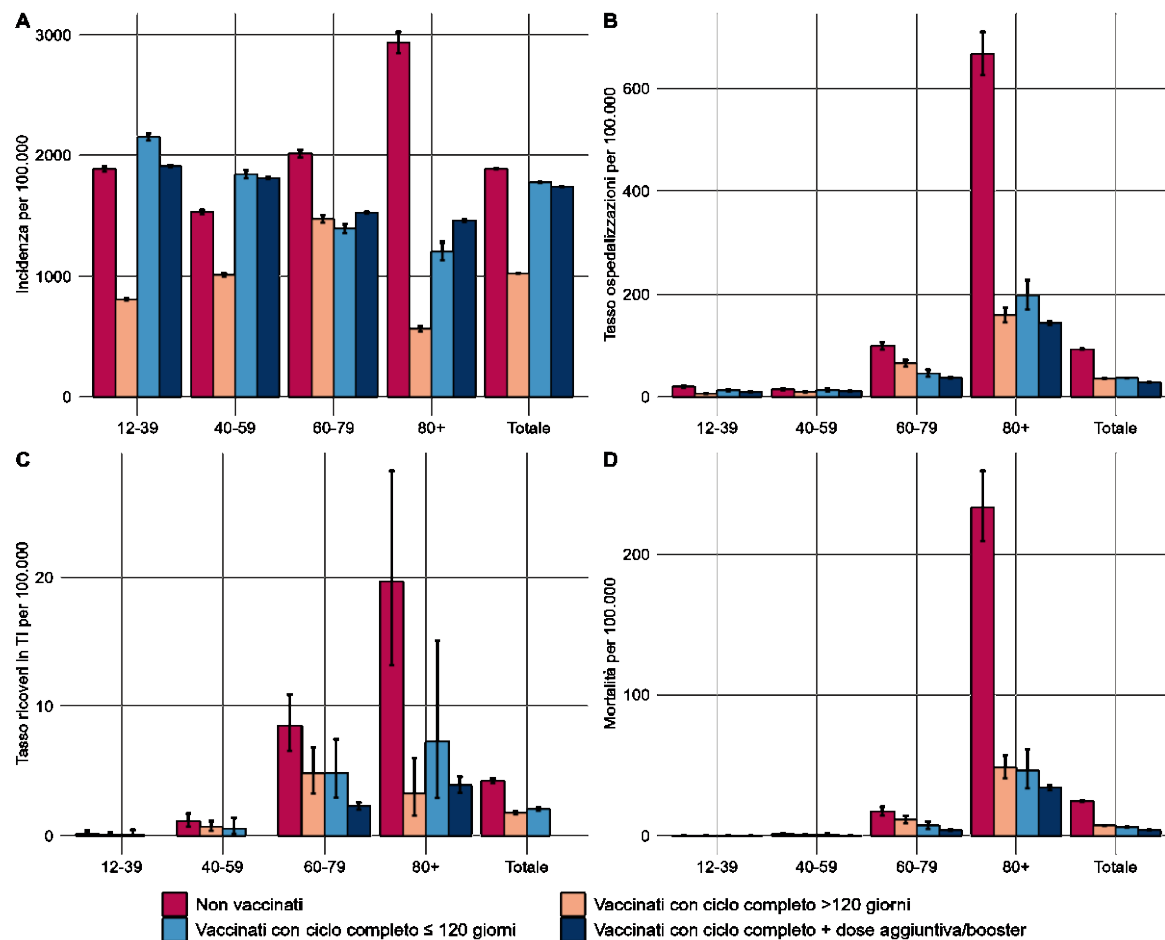 A
Incidenza per 100.000
3000
2000
1000
0
12-39
40-59
60-79
80+
Totale
B
Tasso ospedalizzazioni per 100.000
600
400
200
0
12-39
40-59
60-79
80+
Totale
C
Tasso ricoveri in TI per 100.000
20
10
0
12-39
40-59
60-79
80+
Totale
D
Mortalità per 100.000
200
100
0
12-39
40-59
60-79
80+
Totale
Non vaccinati
Vaccinati con ciclo completo >120 giorni
Vaccinati con ciclo completo ≤ 120 giorni
Vaccinati con ciclo completo + dose aggiuntiva/booster